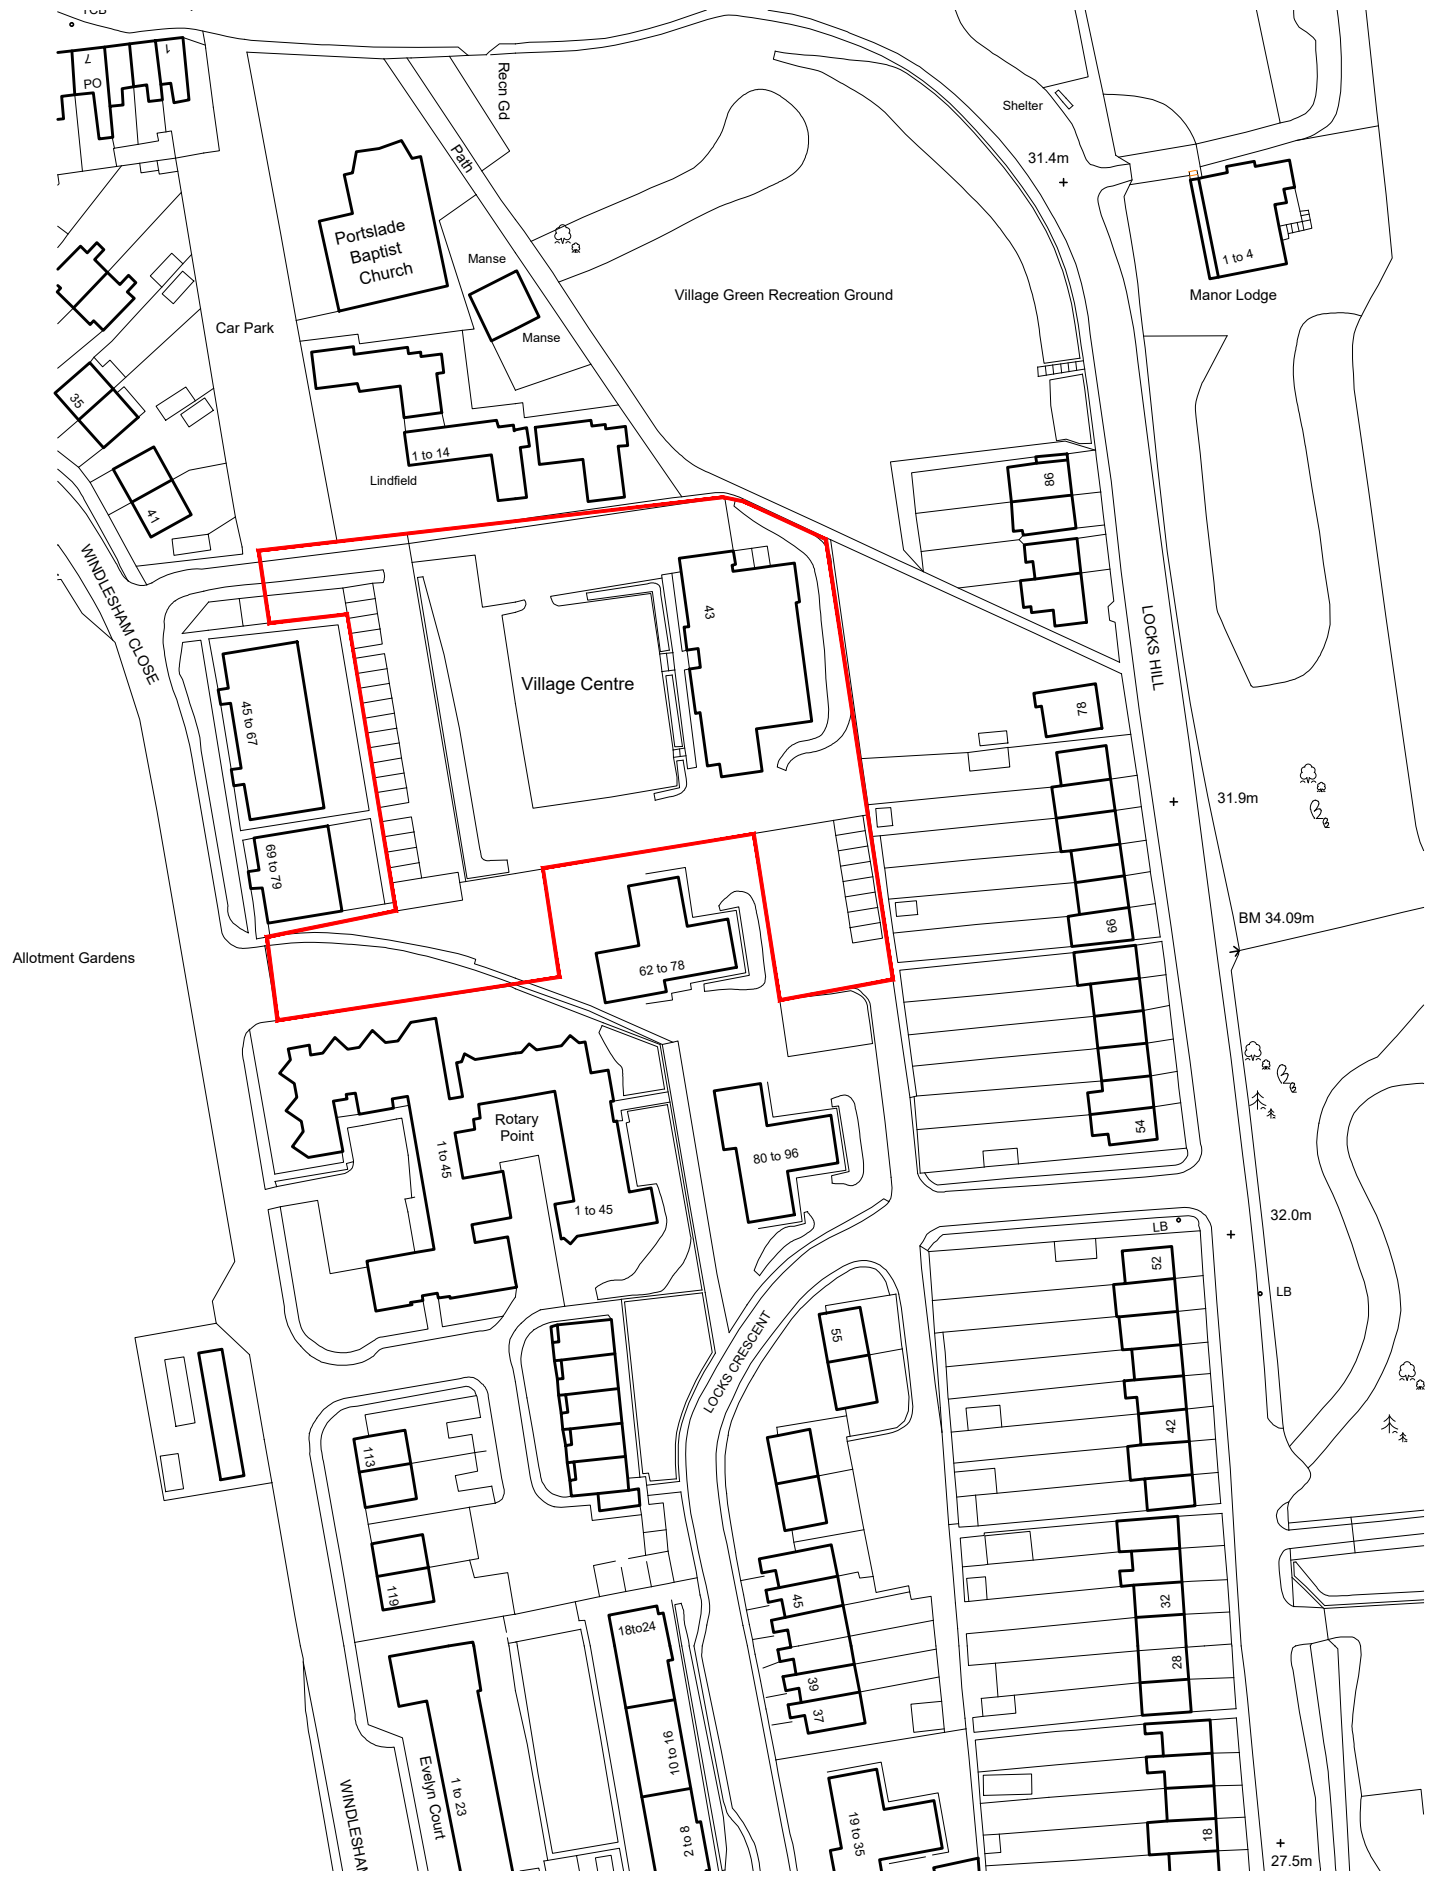 TCB
7
1
PO
Recn Gd
Shelter
Path
31.4m
Portslade
Baptist
Church
Manse
1 to 4
Village Green Recreation Ground
Manor Lodge
Car Park
Manse
35
1 to 14
Lindfield
86
41
WINDLESHAM CLOSE
43
LOCKS HILL
Village Centre
45 to 67
78
31.9m
69 to 79
66
BM 34.09m
Allotment Gardens
62 to 78
Rotary
Point
54
1 to 45
80 to 96
1 to 45
LB
32.0m
52
LB
55
LOCKS CRESCENT
42
113
119
45
32
18to24
28
39
37
10 to 16
Evelyn Court
1 to 23
WINDLESHAM
2 to 8
19 to 35
18
27.5m